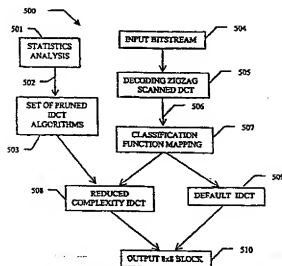 500
501
STATISTICS
ANALYSIS
502
SET OF PRUNED
IDCT
ALGORITHMS
503
504
INPUT BITSTREAM
505
DECODING ZIGZAG
SCANNED DCT
506
507
CLASSIFICATION
FUNCTION MAPPING
508
REDUCED
COMPLEXITY IDCT
509
DEFAULT IDCT
510
OUTPUT 8x8 BLOCK